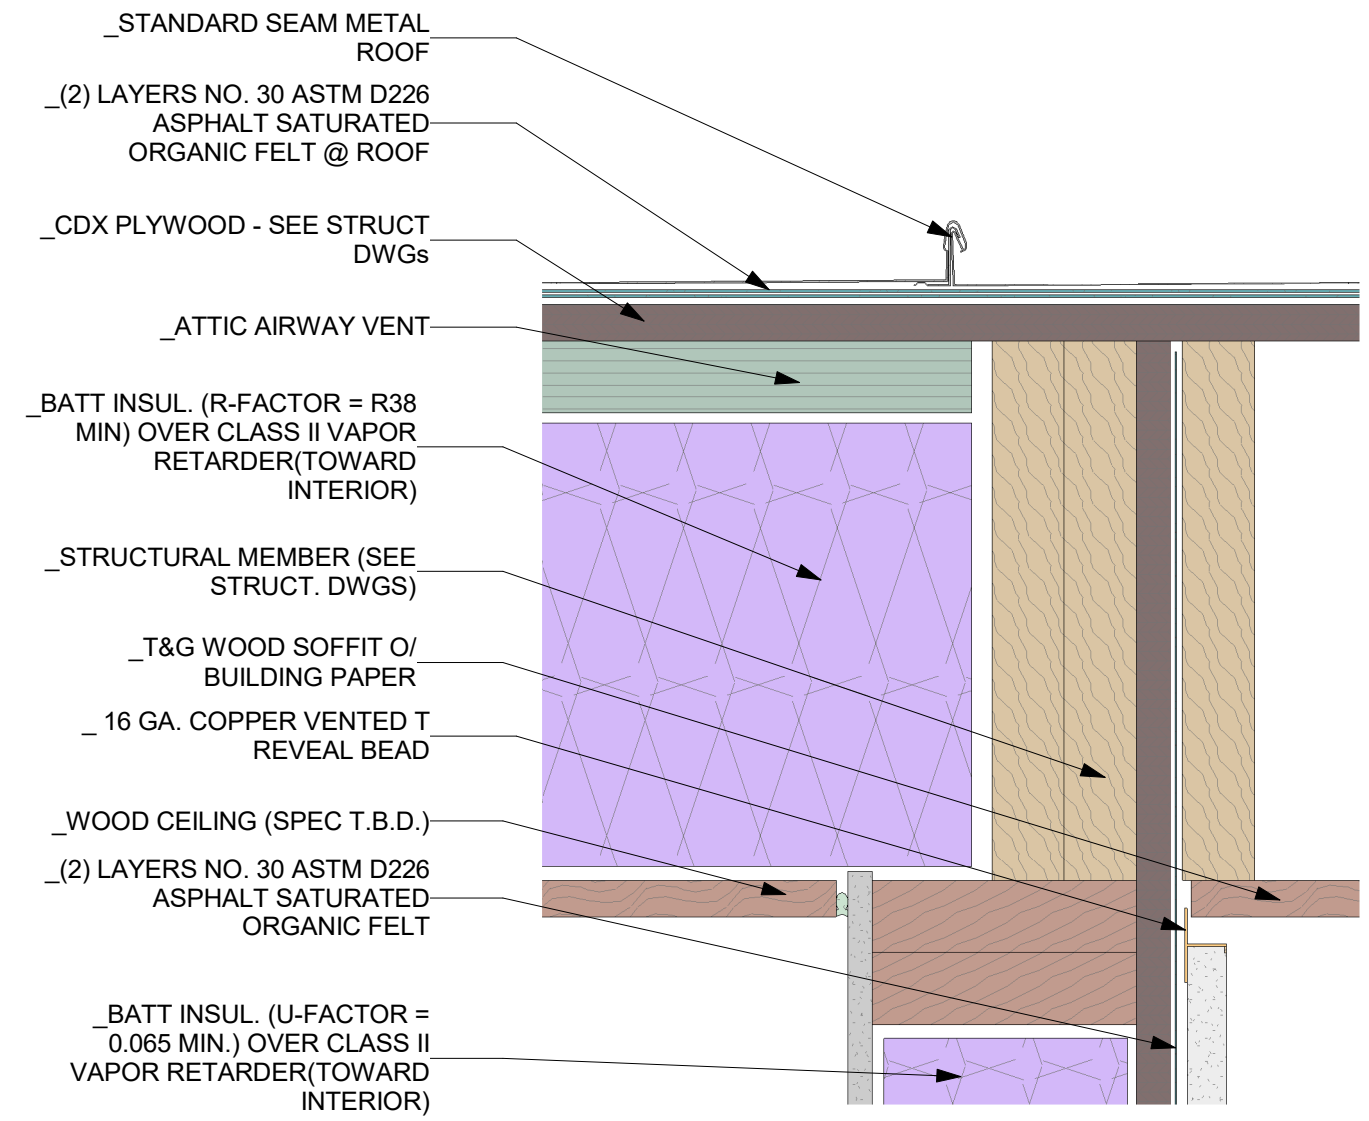 _STANDARD SEAM METAL
ROOF
_(2) LAYERS NO. 30 ASTM D226
ASPHALT SATURATED
ORGANIC FELT @ ROOF
_CDX PLYWOOD - SEE STRUCT
DWGs
_ATTIC AIRWAY VENT
_BATT INSUL. (R-FACTOR = R38
MIN) OVER CLASS II VAPOR
RETARDER(TOWARD
INTERIOR)
_STRUCTURAL MEMBER (SEE
STRUCT. DWGS)
_T&G WOOD SOFFIT O/
BUILDING PAPER
_ 16 GA. COPPER VENTED T
REVEAL BEAD
_WOOD CEILING (SPEC T.B.D.)
_(2) LAYERS NO. 30 ASTM D226
ASPHALT SATURATED
ORGANIC FELT
_BATT INSUL. (U-FACTOR =
0.065 MIN.) OVER CLASS II
VAPOR RETARDER(TOWARD
INTERIOR)